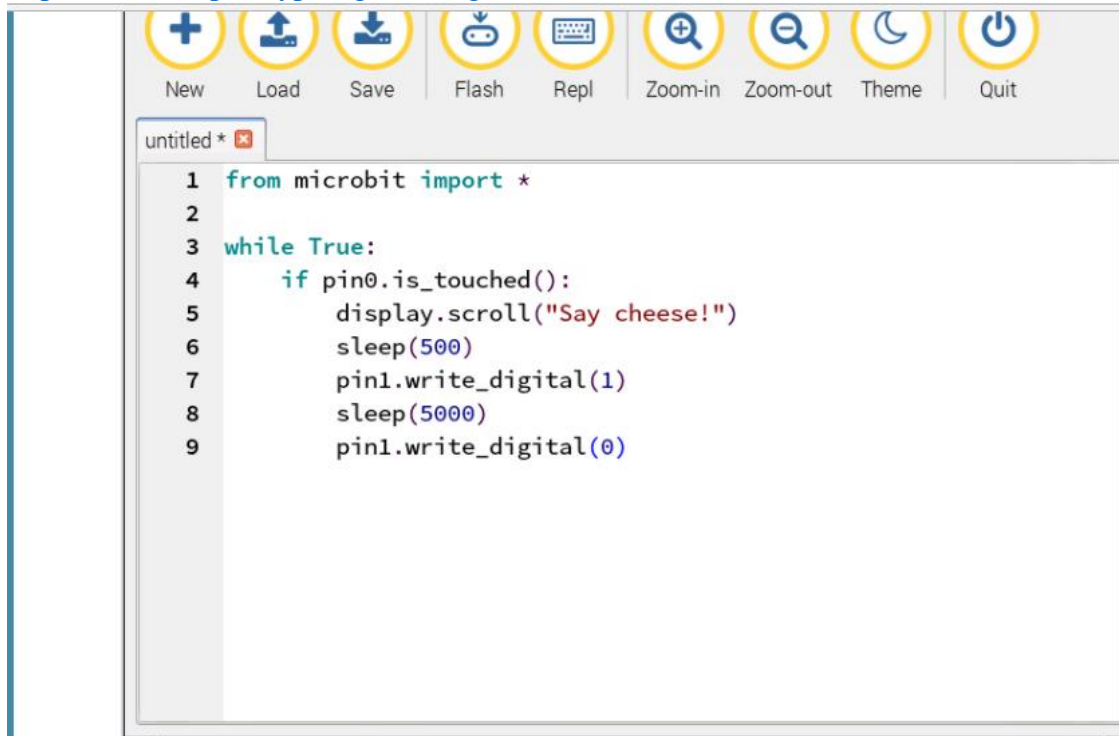 New Load Save Flash Repl Zoom-in Zoom-out Theme Quit
untitled *
1 from microbit import *
2
3 while True:
4     if pin0.is_touched():
5         display.scroll("Say cheese!")
6         sleep(500)
7         pin1.write_digital(1)
8         sleep(5000)
9         pin1.write_digital(0)